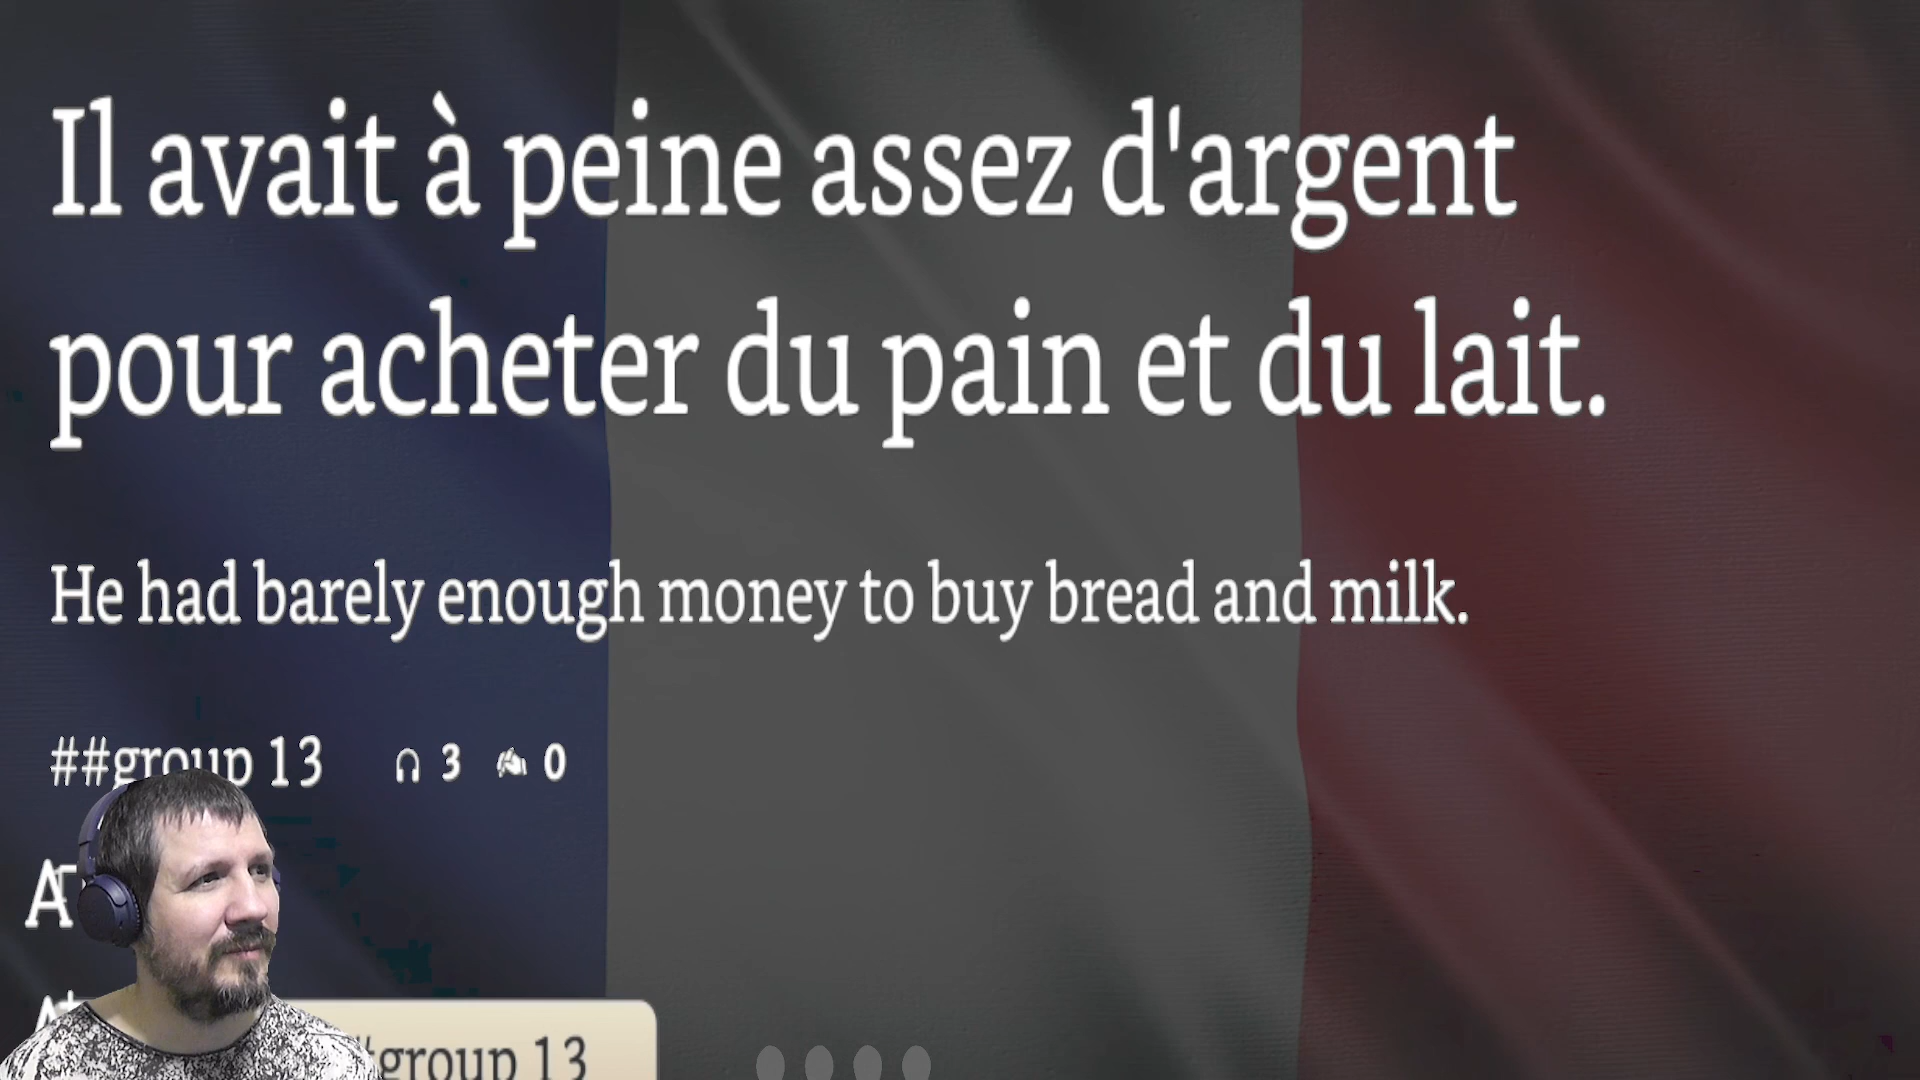 Il avait à peine assez d'argent
pour acheter du pain et du lait.
He had barely enough money to buy bread and milk.
##group 13 3 0
#group 13